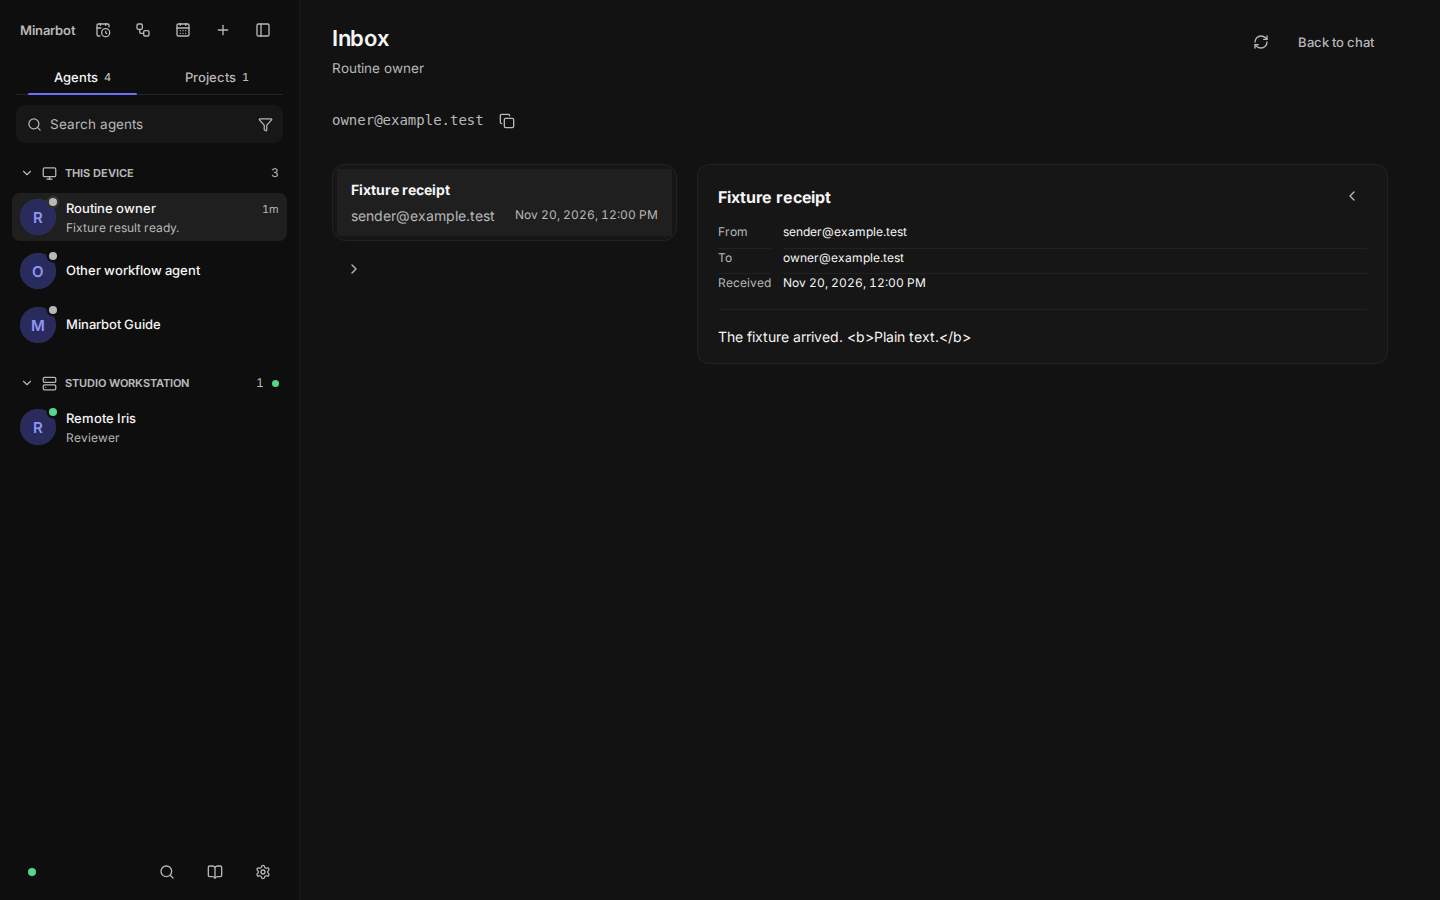 Minarbot
Agents 4
Projects 1
Search agents
THIS DEVICE 3
R
Routine owner 1m
Fixture result ready.
O
Other workflow agent
M
Minarbot Guide
STUDIO WORKSTATION 1
R
Remote Iris
Reviewer
Inbox
Routine owner
Back to chat
owner@example.test
Fixture receipt
sender@example.test Nov 20, 2026, 12:00 PM
Fixture receipt
From sender@example.test
To owner@example.test
Received Nov 20, 2026, 12:00 PM
The fixture arrived. <b>Plain text.</b>